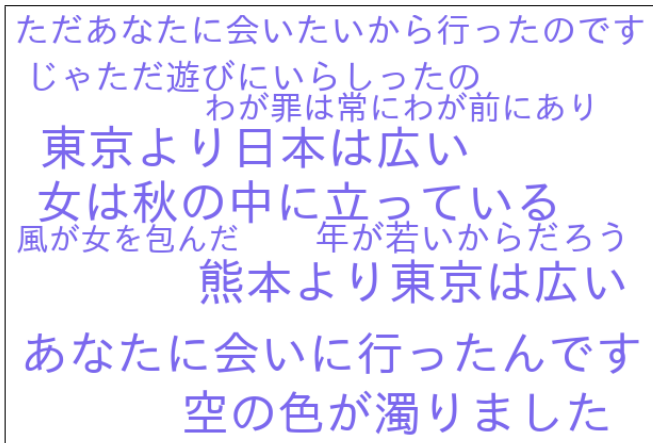 ただあなたに会いたいから行ったのです
じゃただ遊びにいらしったの
わが罪は常にわが前にあり
東京より日本は広い
女は秋の中に立っている
風が女を包んだ
年が若いからだろう
熊本より東京は広い
あなたに会いに行ったんです
空の色が濁りました